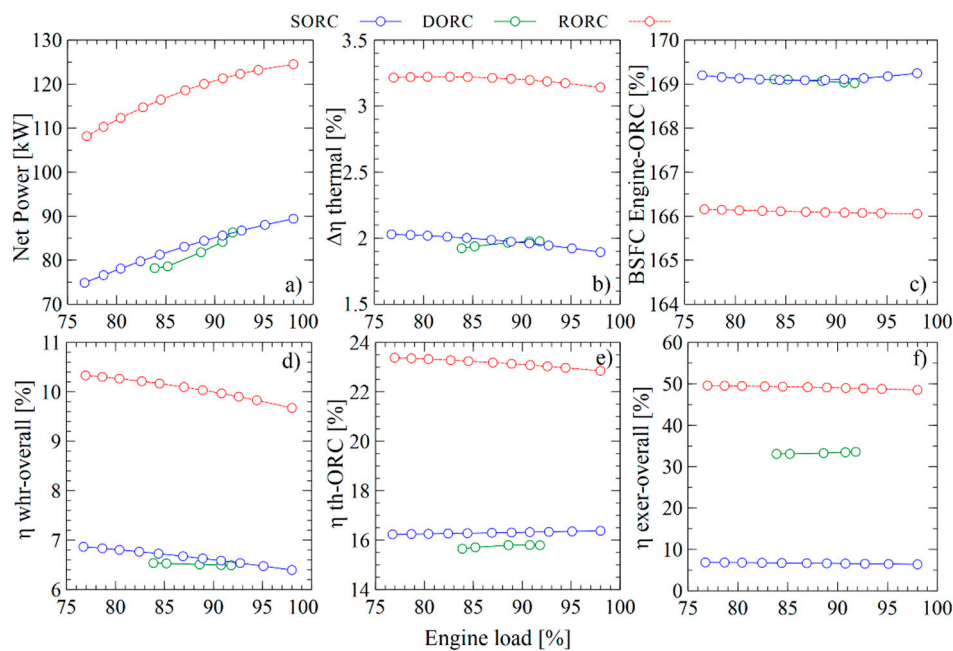 SORC DORC RORC
130
120
110
100
90
80
70
Net Power [kW]
75 80 85 90 95 100
a)
3.5
3
2.5
2
1.5
Δη thermal [%]
75 80 85 90 95 100
b)
170
169
168
167
166
165
164
BSFC Engine-ORC [%]
75 80 85 90 95 100
c)
12
11
10
9
8
7
6
η whr-overall [%]
75 80 85 90 95 100
d)
24
22
20
18
16
14
η th-ORC [%]
75 80 85 90 95 100
e)
60
50
40
30
20
10
0
η exer-overall [%]
75 80 85 90 95 100
f)
Engine load [%]